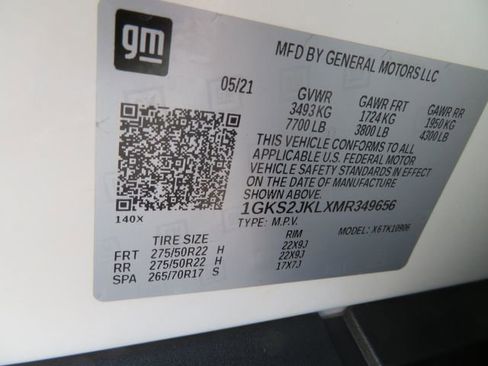 gm
MFD BY GENERAL MOTORS LLC
05/21 GVWR GAWR FRT GAWR RR
3493 KG 1724 KG 1950 KG
7700 LB 3800 LB 4300 LB
THIS VEHICLE CONFORMS TO ALL
APPLICABLE U.S. FEDERAL MOTOR
VEHICLE SAFETY STANDARDS IN EFFECT ON
THE DATE OF MANUFACTURE SHOWN ABOVE
1GKS2JKLXMR349656
140X TYPE: M.P.V. MODEL: X6TK10906
TIRE SIZE RIM
FRT 275/50R22 H 22X9J
RR 275/50R22 H 22X9J
SPA 265/70R17 S 17X7J